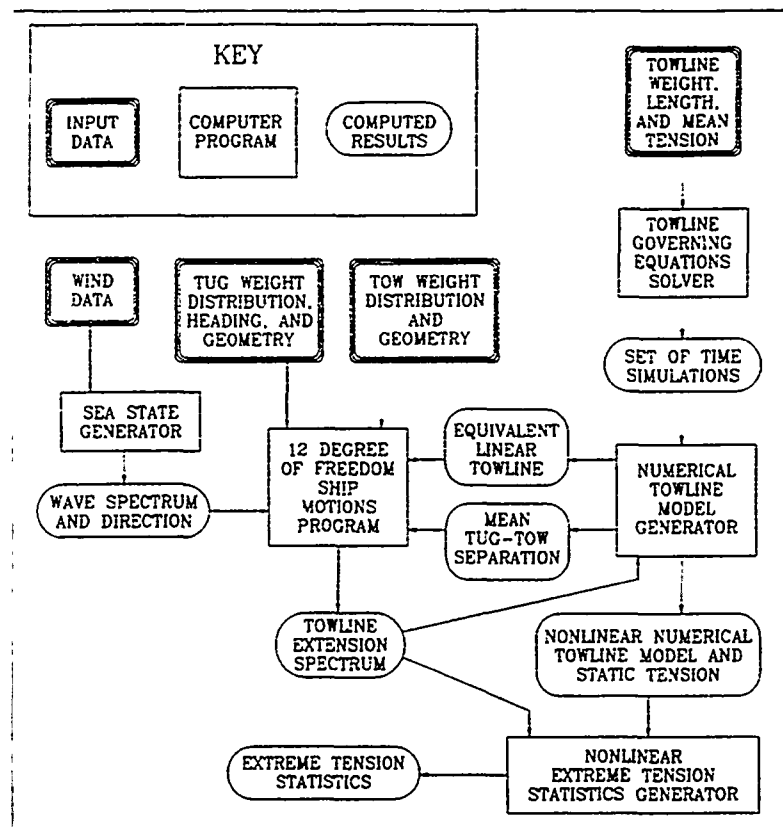 KEY
INPUT
DATA
COMPUTER
PROGRAM
COMPUTED
RESULTS
TOWLINE
WEIGHT,
LENGTH,
AND MEAN
TENSION
TOWLINE
GOVERNING
EQUATIONS
SOLVER
WIND
DATA
TUG WEIGHT
DISTRIBUTION,
HEADING, AND
GEOMETRY
TOW WEIGHT
DISTRIBUTION
AND
GEOMETRY
SET OF TIME
SIMULATIONS
SEA STATE
GENERATOR
12 DEGREE
OF FREEDOM
SHIP
MOTIONS
PROGRAM
EQUIVALENT
LINEAR
TOWLINE
NUMERICAL
TOWLINE
MODEL
GENERATOR
WAVE SPECTRUM
AND DIRECTION
MEAN
TUG-TOW
SEPARATION
TOWLINE
EXTENSION
SPECTRUM
NONLINEAR NUMERICAL
TOWLINE MODEL AND
STATIC TENSION
EXTREME TENSION
STATISTICS
NONLINEAR
EXTREME TENSION
STATISTICS GENERATOR